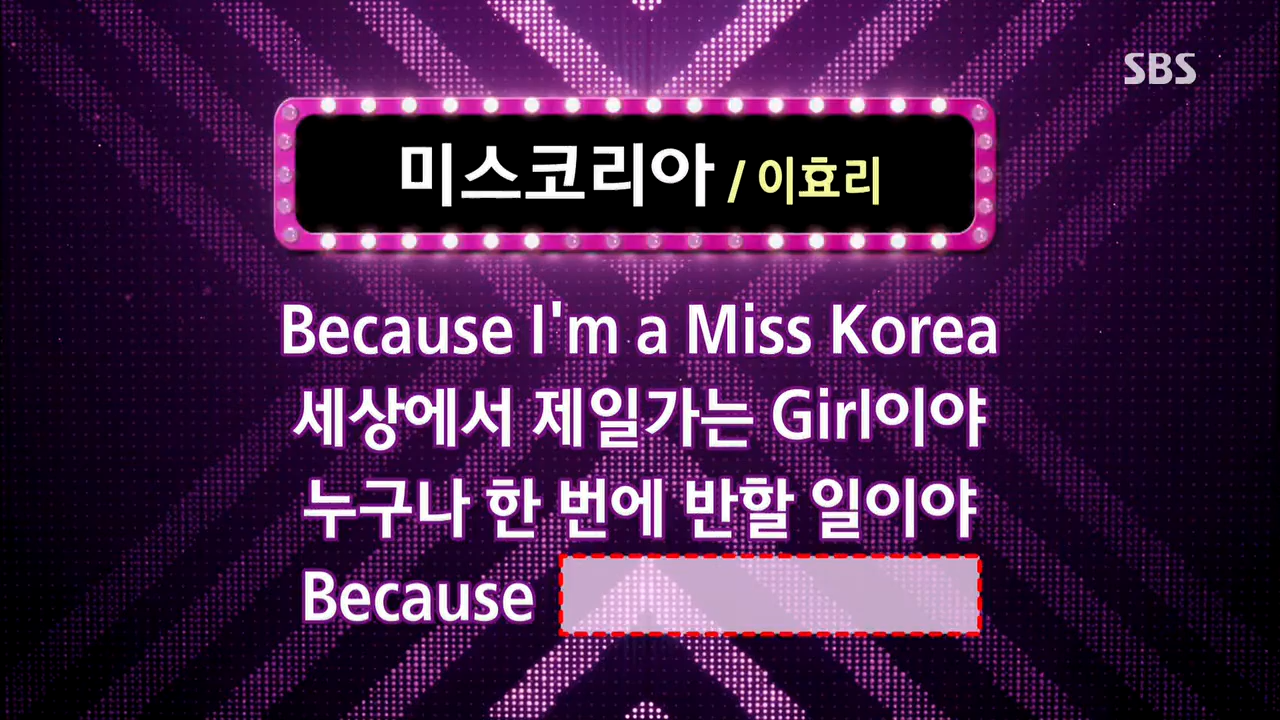 SBS
미스코리아 / 이효리
Because I'm a Miss Korea
세상에서 제일가는 Girl이야
누구나 한 번에 반할 일이야
Because